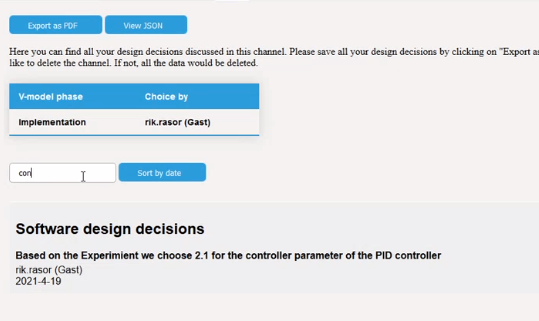 Export as PDF
View JSON
Here you can find all your design decisions discussed in this channel. Please save all your design decisions by clicking on "Export as
like to delete the channel. If not, all the data would be deleted.
V-model phase Choice by
Implementation rik.rasor (Gast)
con
Sort by date
Software design decisions
Based on the Experimient we choose 2.1 for the controller parameter of the PID controller
rik.rasor (Gast)
2021-4-19